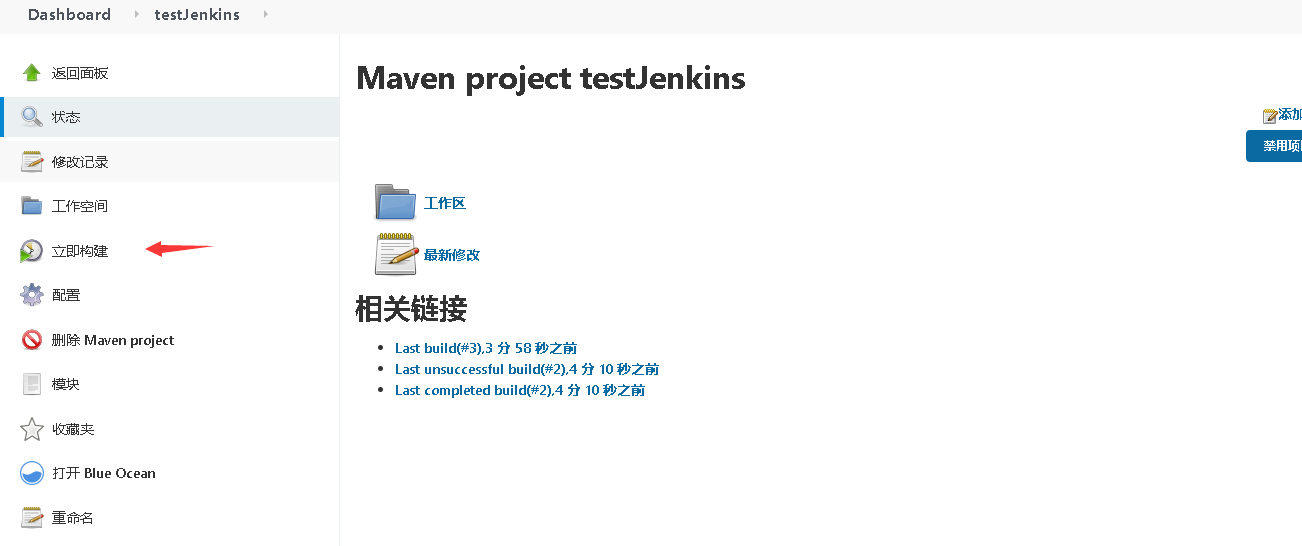 Dashboard testJenkins
返回面板
状态
修改记录
工作空间
立即构建
配置
删除 Maven project
模块
收藏夹
打开 Blue Ocean
重命名
Maven project testJenkins
添加
禁用项
工作区
最新修改
相关链接
Last build(#3),3 分 58 秒之前
Last unsuccessful build(#2),4 分 10 秒之前
Last completed build(#2),4 分 10 秒之前